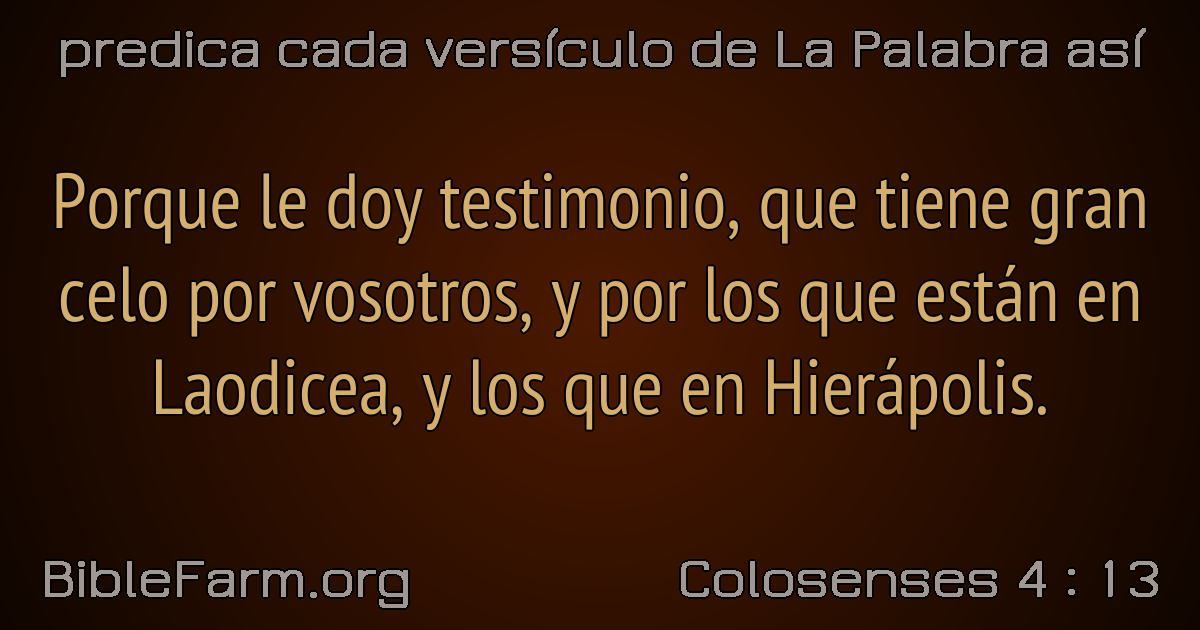 predica cada versículo de La Palabra así
Porque le doy testimonio, que tiene gran
celo por vosotros, y por los que están en
Laodicea, y los que en Hierápolis.
BibleFarm.org
Colosenses 4 : 13